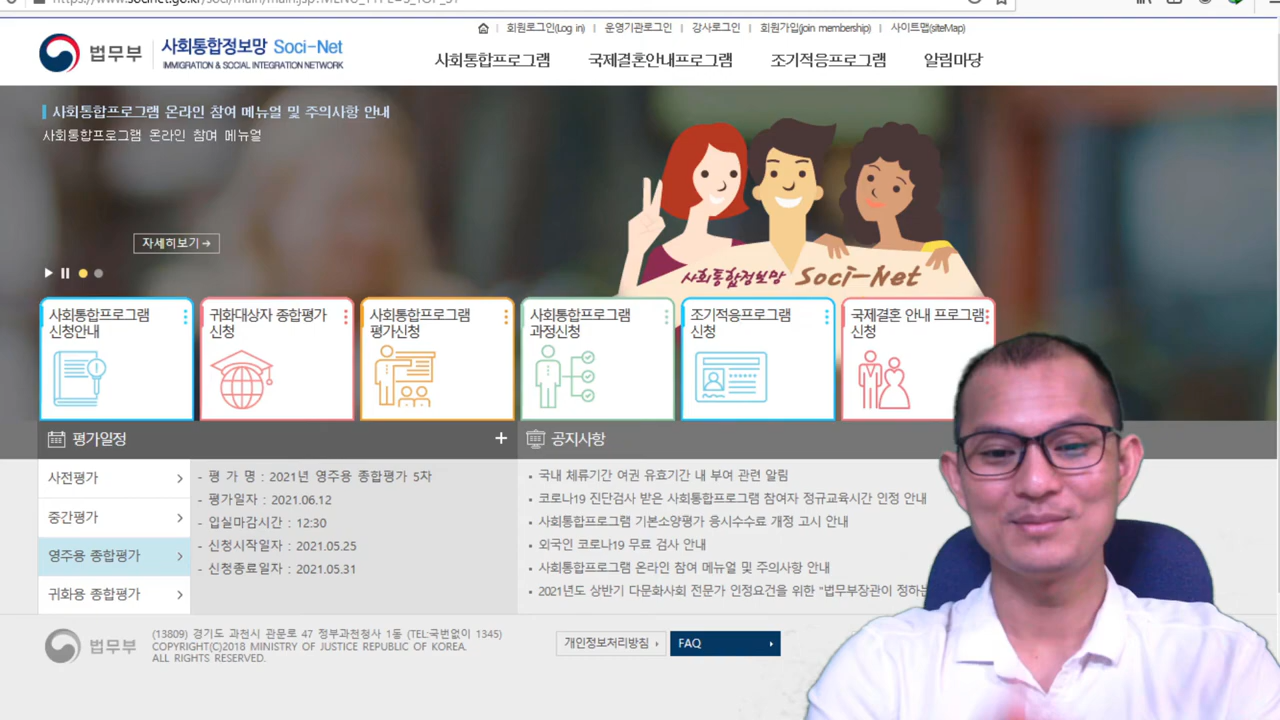 회원로그인(Log in) | 운영기관로그인 | 강사로그인 | 회원가입(join membership) | 사이트맵(siteMap)
법무부
사회통합정보망 Soci-Net
IMMIGRATION & SOCIAL INTEGRATION NETWORK
사회통합프로그램 국제결혼안내프로그램 조기적응프로그램 알림마당
사회통합프로그램 온라인 참여 메뉴얼 및 주의사항 안내
사회통합프로그램 온라인 참여 메뉴얼
자세히보기→
사회통합정보망 Soci-Net
사회통합프로그램
신청안내
귀화대상자 종합평가
신청
사회통합프로그램
평가신청
사회통합프로그램
과정신청
조기적응프로그램
신청
국제결혼 안내 프로그램
신청
평가일정 +
사전평가
중간평가
영주용 종합평가
귀화용 종합평가
- 평 가 명 : 2021년 영주용 종합평가 5차
- 평가일자 : 2021.06.12
- 입실마감시간 : 12:30
- 신청시작일자 : 2021.05.25
- 신청종료일자 : 2021.05.31
공지사항
• 국내 체류기간 여권 유효기간 내 부여 관련 알림
• 코로나19 진단검사 받은 사회통합프로그램 참여자 정규교육시간 인정 안내
• 사회통합프로그램 기본소양평가 응시수수료 개정 고시 안내
• 외국인 코로나19 무료 검사 안내
• 사회통합프로그램 온라인 참여 메뉴얼 및 주의사항 안내
• 2021년도 상반기 다문화사회 전문가 인정요건을 위한 "법무부장관이 정하는
법무부
(13809) 경기도 과천시 관문로 47 정부과천청사 1동 (TEL:국번없이 1345)
COPYRIGHT(C)2018 MINISTRY OF JUSTICE REPUBLIC OF KOREA.
ALL RIGHTS RESERVED.
개인정보처리방침
FAQ